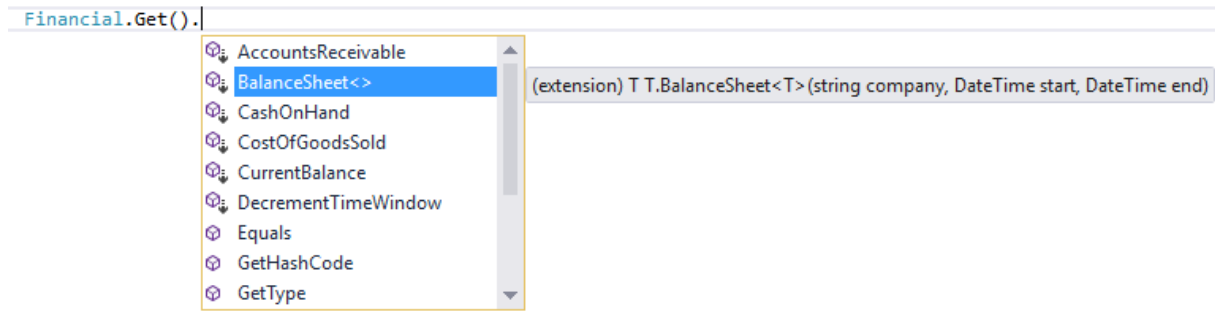 Financial.Get().
AccountsReceivable
BalanceSheet<>
(extension) T T.BalanceSheet<T>(string company, DateTime start, DateTime end)
CashOnHand
CostOfGoodsSold
CurrentBalance
DecrementTimeWindow
Equals
GetHashCode
GetType